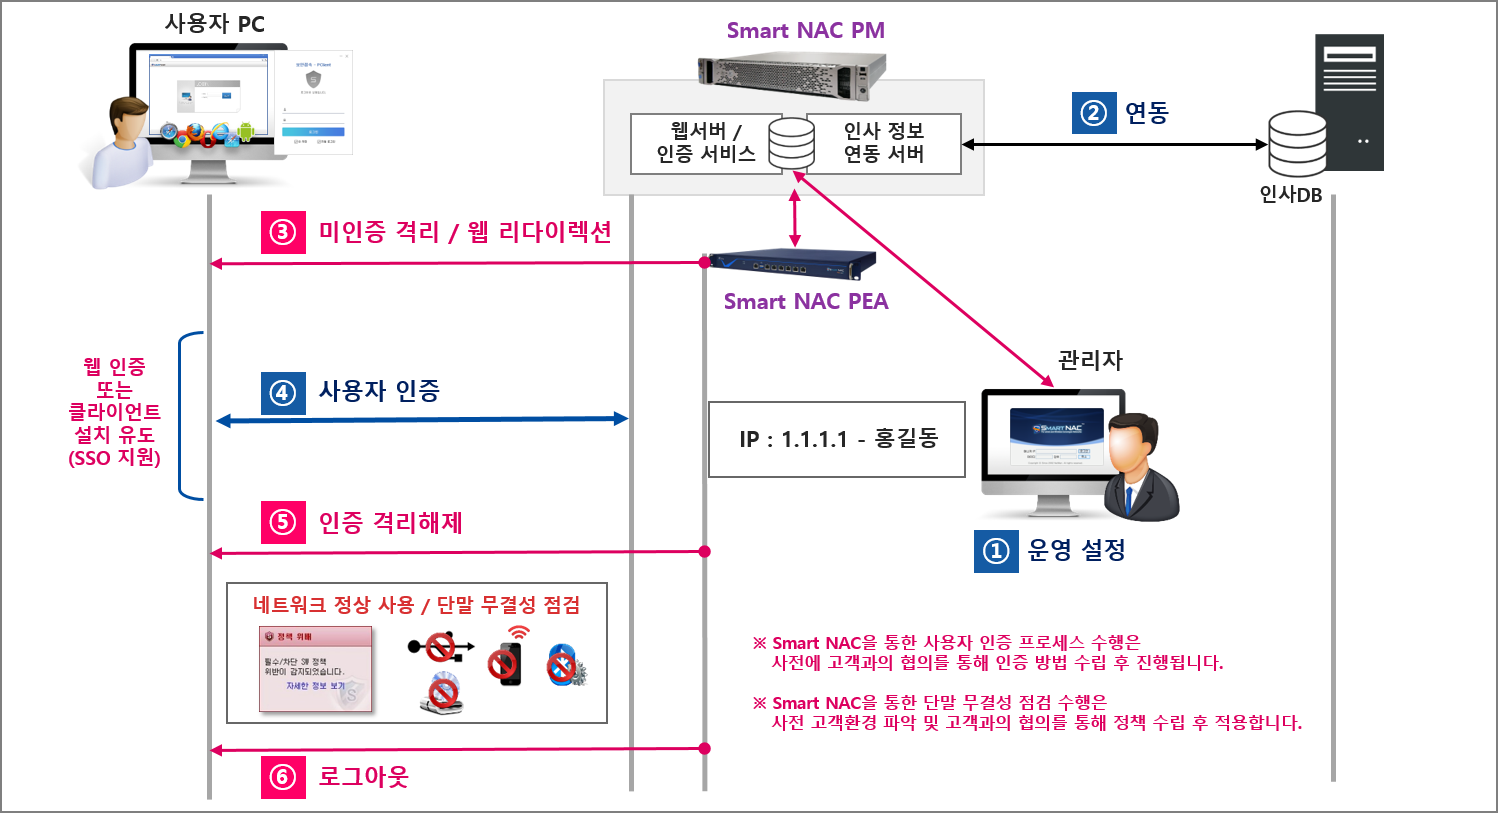 사용자 PC
Smart NAC PM
웹서버 /
인증 서비스
인사 정보
연동 서버
② 연동
인사DB
③ 미인증 격리 / 웹 리다이렉션
Smart NAC PEA
관리자
웹 인증
또는
클라이언트
설치 유도
(SSO 지원)
④ 사용자 인증
IP : 1.1.1.1 - 홍길동
SMART NAC
⑤ 인증 격리해제
① 운영 설정
네트워크 정상 사용 / 단말 무결성 점검
정책 위배
필수/차단 SW 정책
위반이 감지되었습니다.
자세한 정보 보기
※ Smart NAC을 통한 사용자 인증 프로세스 수행은
사전에 고객과의 협의를 통해 인증 방법 수립 후 진행됩니다.
※ Smart NAC을 통한 단말 무결성 점검 수행은
사전 고객환경 파악 및 고객과의 협의를 통해 정책 수립 후 적용합니다.
⑥ 로그아웃